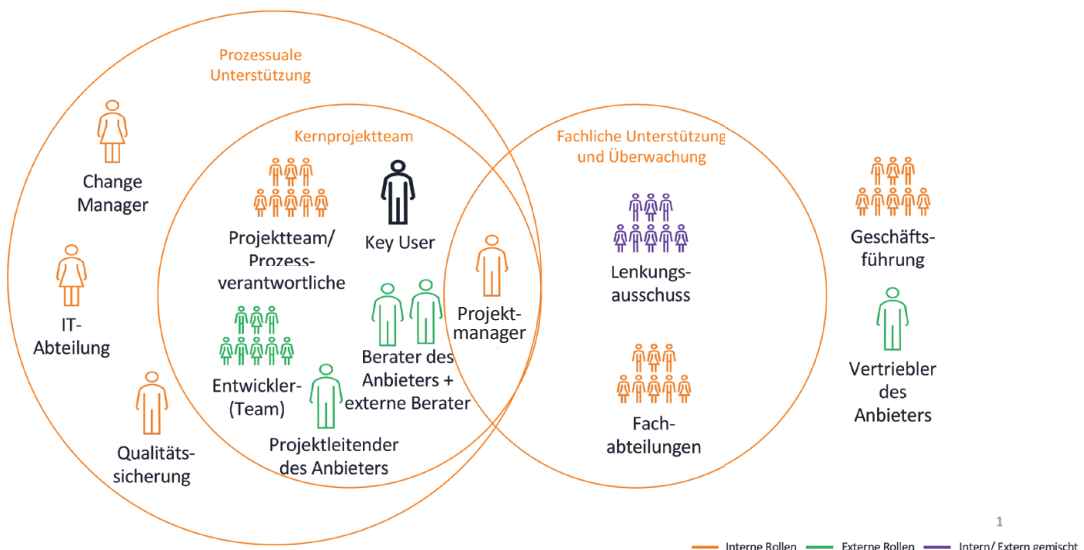 Prozessuale
Unterstützung
Change
Manager
IT-
Abteilung
Qualitäts-
sicherung
Kernprojektteam
Projektteam/
Prozess-
verantwortliche
Key User
Entwickler-
(Team)
Berater des
Anbieters +
externe Berater
Projektleitender
des Anbieters
Projekt-
manager
Fachliche Unterstützung
und Überwachung
Lenkungs-
ausschuss
Fach-
abteilungen
Geschäfts-
führung
Vertriebler
des
Anbieters
1
Interne Rollen
Externe Rollen
Intern/ Extern gemischt